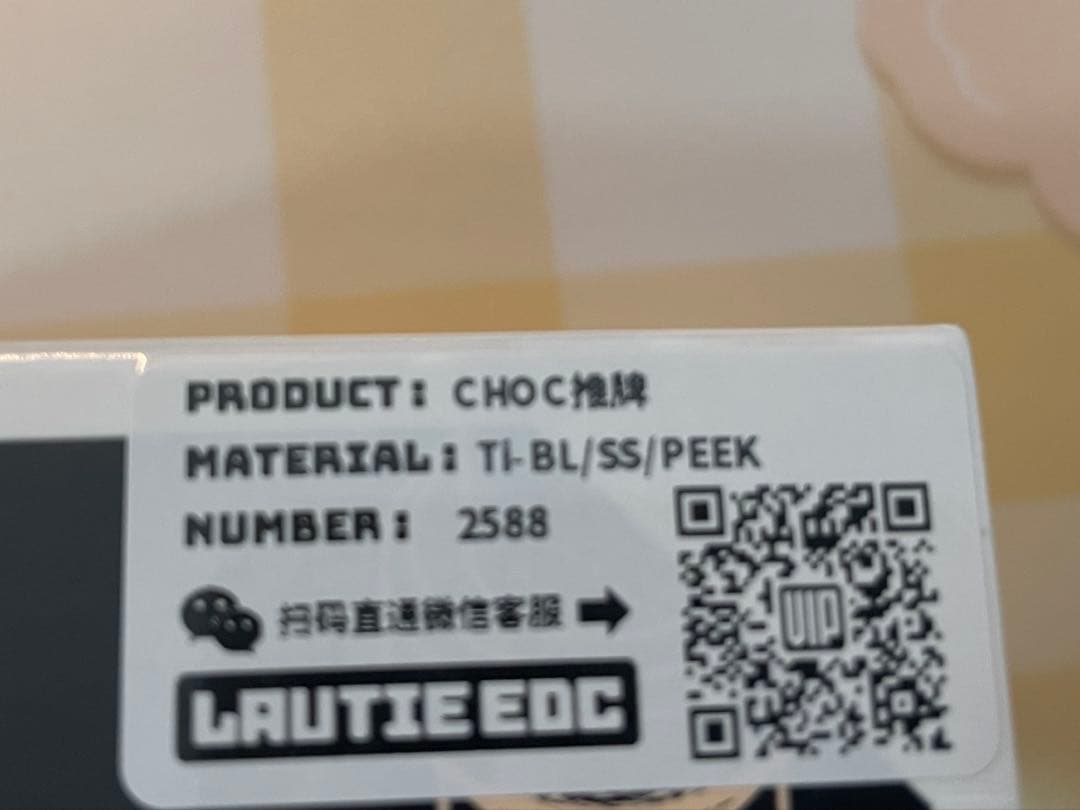 PRODUCT: CHOC推牌
MATERIAL: Ti-BL/SS/PEEK
NUMBER: 2588
扫码直通微信客服
LAUTIE EDC